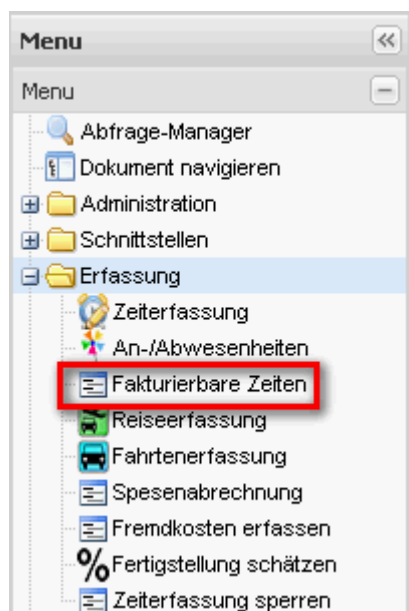 Menu
Menu
Abfrage-Manager
Dokument navigieren
Administration
Schnittstellen
Erfassung
Zeiterfassung
An-/Abwesenheiten
Fakturierbare Zeiten
Reiseerfassung
Fahrtenerfassung
Spesenabrechnung
Fremdkosten erfassen
Fertigstellung schätzen
Zeiterfassung sperren